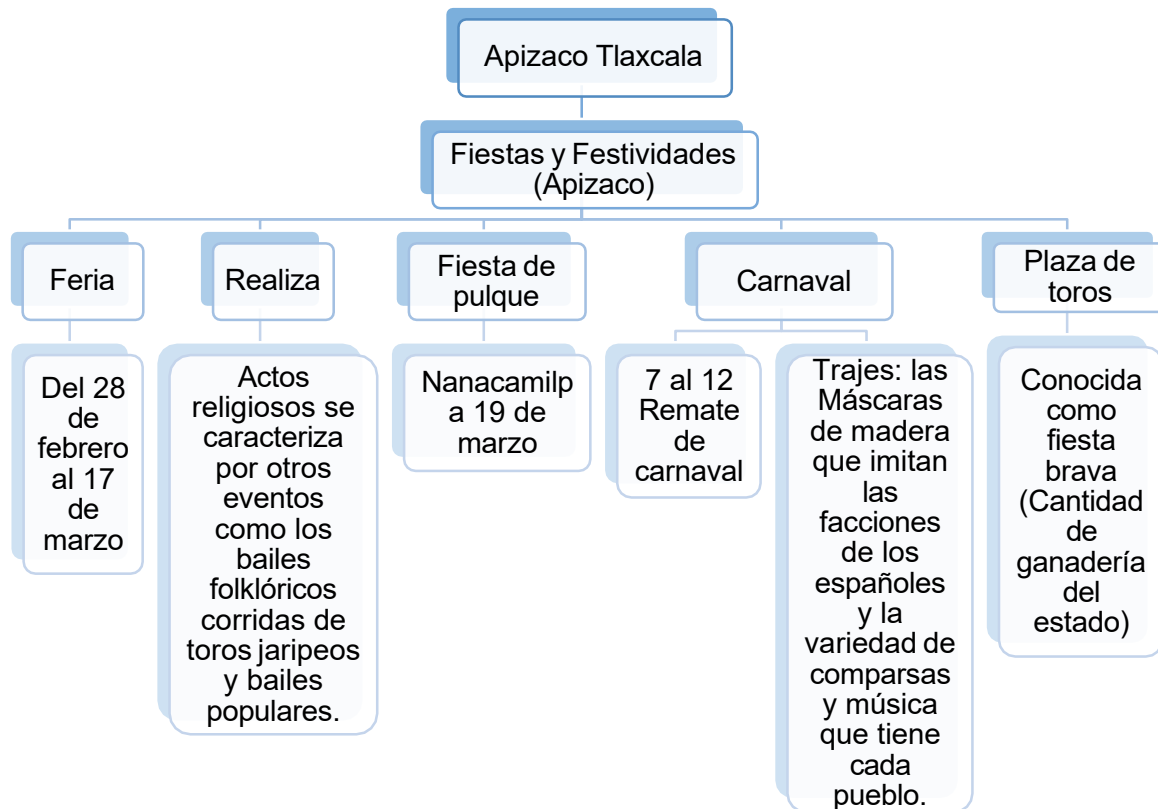 Apizaco Tlaxcala
Fiestas y Festividades
(Apizaco)
Feria
Realiza
Fiesta de
pulque
Carnaval
Plaza de
toros
Del 28
de
febrero
al 17
de
marzo
Actos
religiosos se
caracteriza
por otros
eventos
como los
bailes
folklóricos
corridas de
toros jaripeos
y bailes
populares.
Nanacamilp
a 19 de
marzo
7 al 12
Remate
de
carnaval
Trajes: las
Máscaras
de madera
que imitan
las
facciones
de los
españoles
y la
variedad de
comparsas
y música
que tiene
cada
pueblo.
Conocida
como
fiesta
brava
(Cantidad
de
ganadería
del
estado)